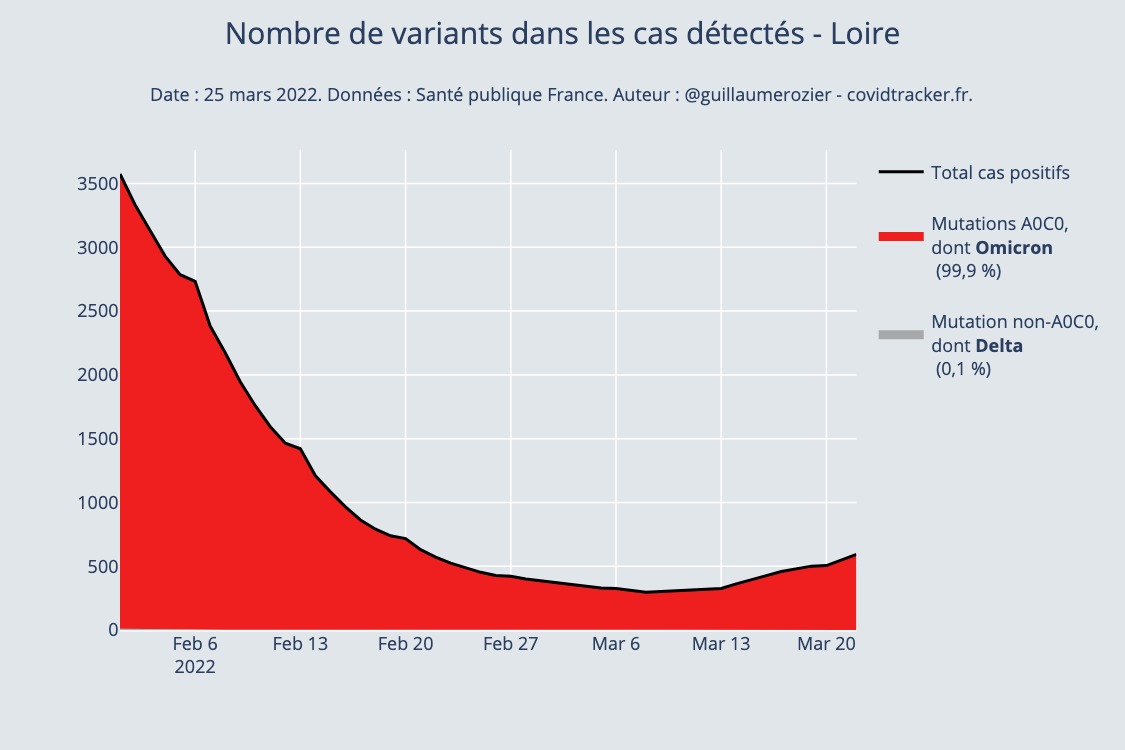 Nombre de variants dans les cas détectés - Loire
Date : 25 mars 2022. Données : Santé publique France. Auteur : @guillaumerozier - covidtracker.fr.
3500
3000
2500
2000
1500
1000
500
0
Feb 6
2022
Feb 13
Feb 20
Feb 27
Mar 6
Mar 13
Mar 20
Total cas positifs
Mutations A0C0,
dont Omicron
(99,9 %)
Mutation non-A0C0,
dont Delta
(0,1 %)